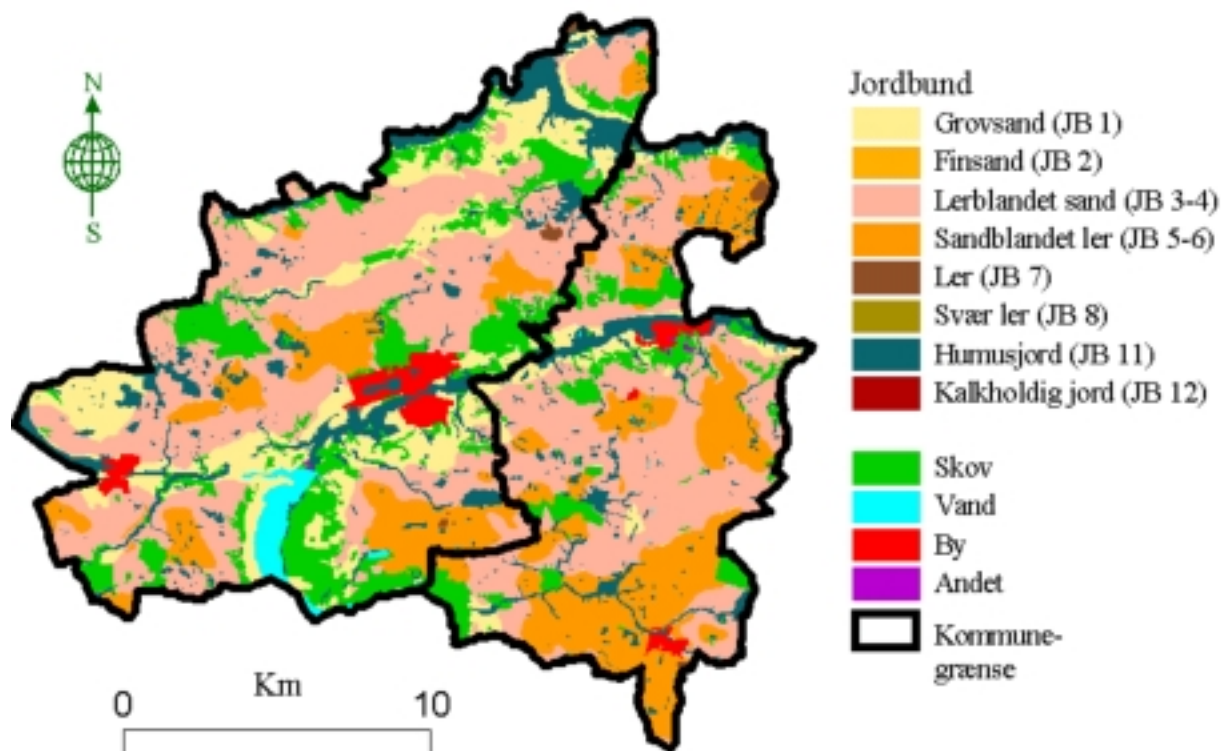 N
S
Km
0 10
Jordbund
Grovsand (JB 1)
Finsand (JB 2)
Lerblandet sand (JB 3-4)
Sandblandet ler (JB 5-6)
Ler (JB 7)
Svær ler (JB 8)
Humusjord (JB 11)
Kalkholdig jord (JB 12)
Skov
Vand
By
Andet
Kommune-
grænse